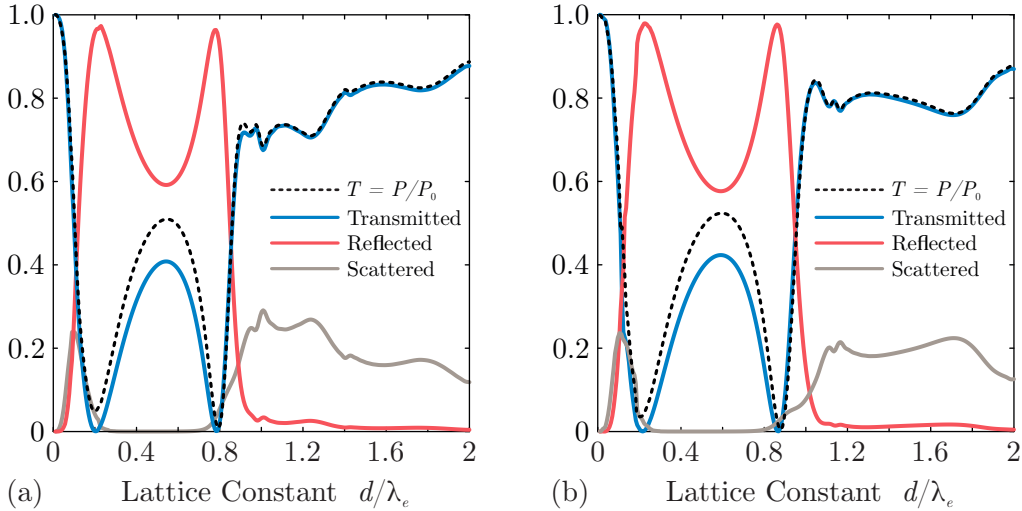 1.0
0.8
0.6
0.4
0.2
0
0 0.4 0.8 1.2 1.6 2
T = P/P₀
Transmitted
Reflected
Scattered
(a) Lattice Constant d/λₑ
1.0
0.8
0.6
0.4
0.2
0
0 0.4 0.8 1.2 1.6 2
T = P/P₀
Transmitted
Reflected
Scattered
(b) Lattice Constant d/λₑ